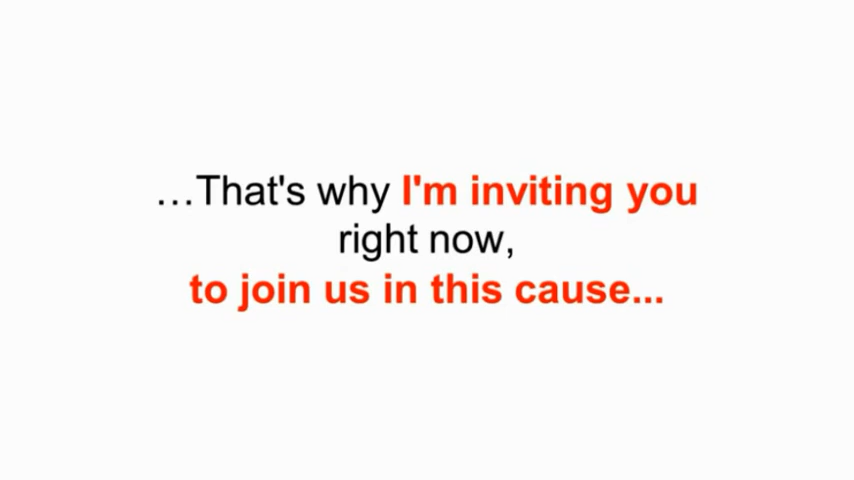 …That's why I'm inviting you
right now,
to join us in this cause...